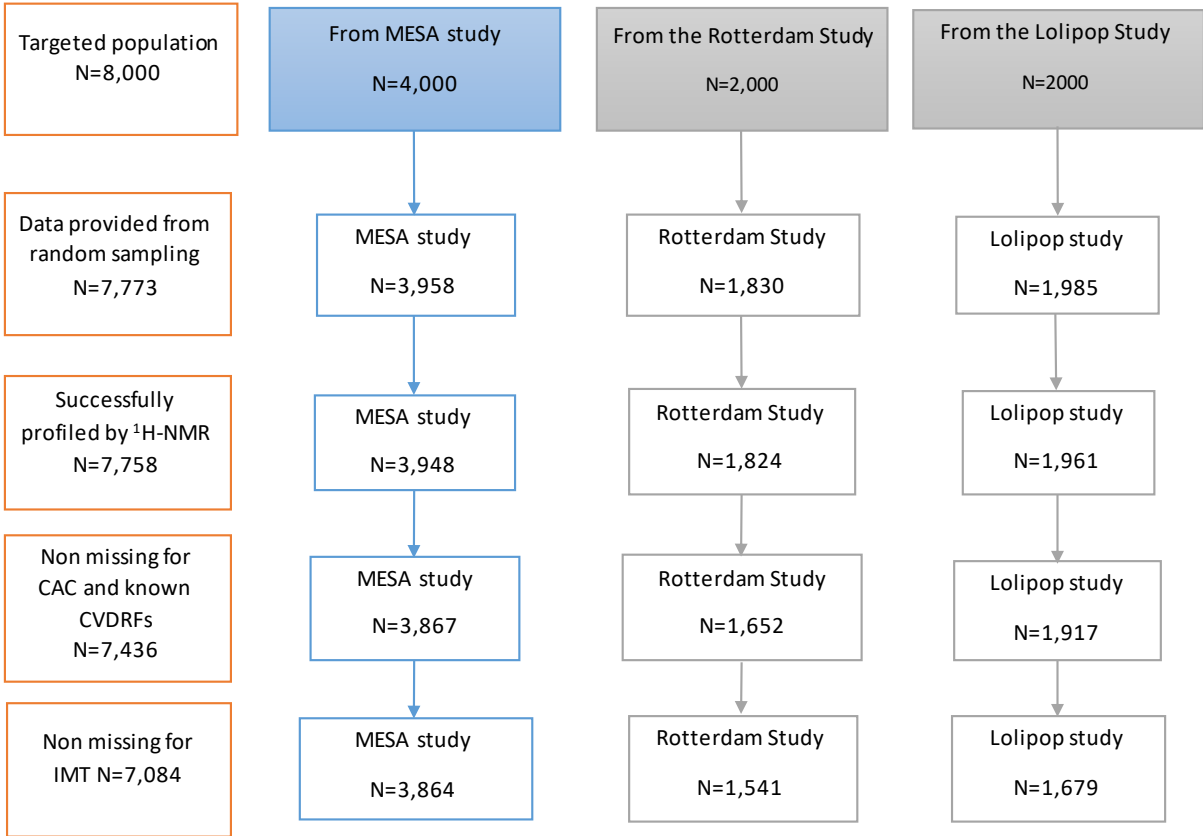 Targeted population
N=8,000
From MESA study
N=4,000
From the Rotterdam Study
N=2,000
From the Lolipop Study
N=2000
Data provided from
random sampling
N=7,773
MESA study
N=3,958
Rotterdam Study
N=1,830
Lolipop study
N=1,985
Successfully
profiled by ¹H-NMR
N=7,758
MESA study
N=3,948
Rotterdam Study
N=1,824
Lolipop study
N=1,961
Non missing for
CAC and known
CVDRFs
N=7,436
MESA study
N=3,867
Rotterdam Study
N=1,652
Lolipop study
N=1,917
Non missing for
IMT N=7,084
MESA study
N=3,864
Rotterdam Study
N=1,541
Lolipop study
N=1,679